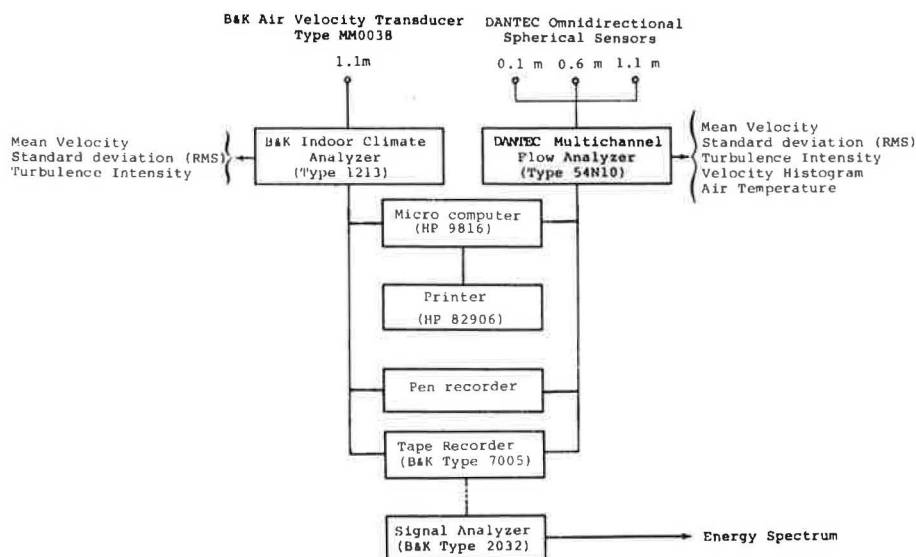 B&K Air Velocity Transducer
Type MM0038
1.1m
DANTEC Omnidirectional
Spherical Sensors
0.1 m 0.6 m 1.1 m
Mean Velocity
Standard deviation (RMS)
Turbulence Intensity
B&K Indoor Climate
Analyzer
(Type 1213)
DANTEC Multichannel
Flow Analyzer
(Type 54N10)
Mean Velocity
Standard deviation (RMS)
Turbulence Intensity
Velocity Histogram
Air Temperature
Micro computer
(HP 9816)
Printer
(HP 82906)
Pen recorder
Tape Recorder
(B&K Type 7005)
Signal Analyzer
(B&K Type 2032)
Energy Spectrum